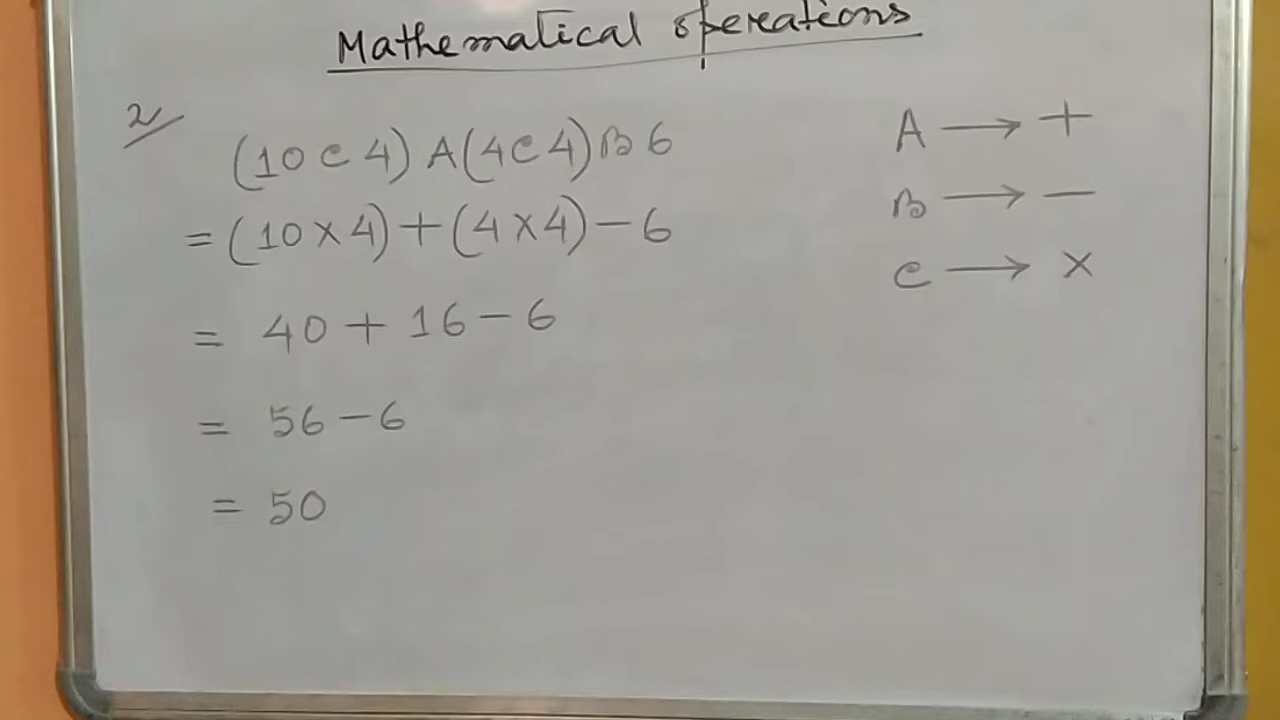 Mathematical operations
2
(10 C 4) A (4 C 4) B 6
= (10 × 4) + (4 × 4) − 6
= 40 + 16 − 6
= 56 − 6
= 50
A → +
B → −
C → ×